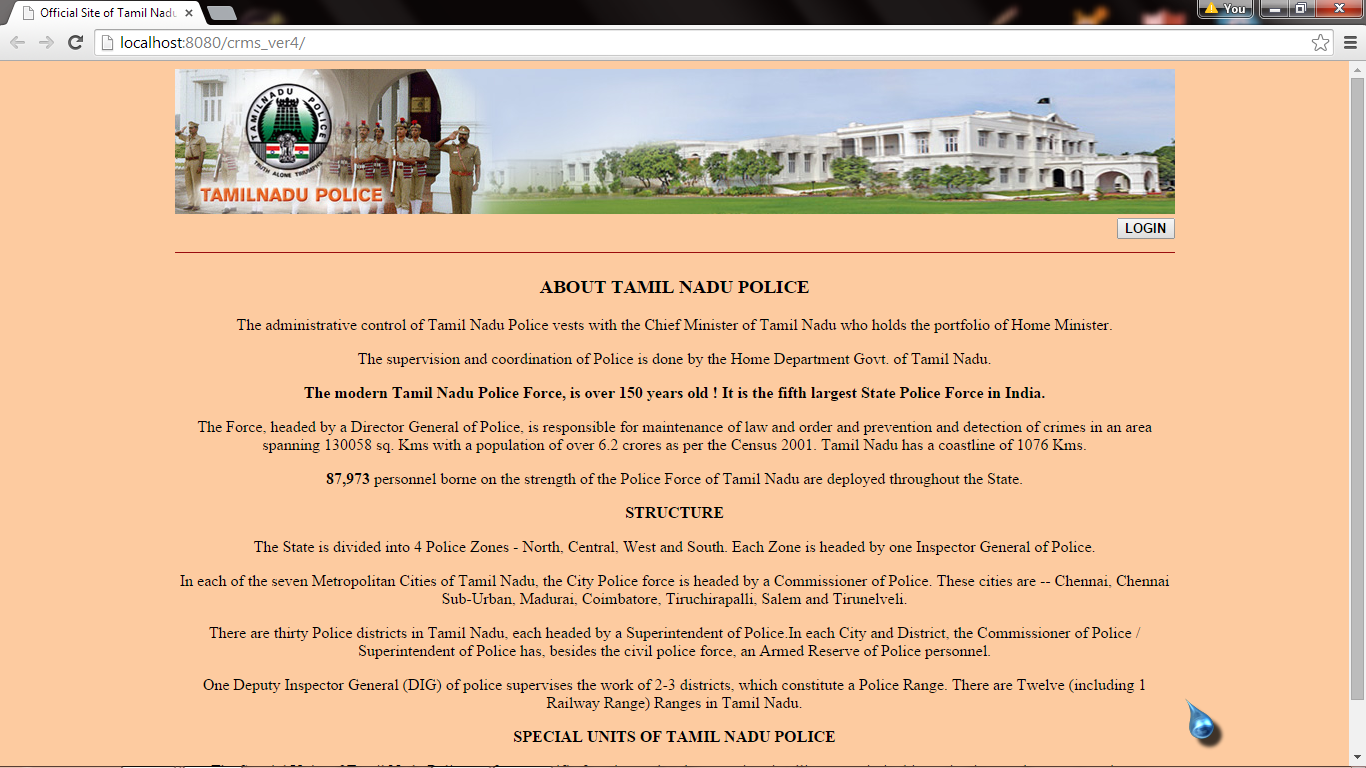 Official Site of Tamil Nadu
You
localhost:8080/crms_ver4/
TAMILNADU POLICE
TRUTH ALONE TRIUMPHS
TAMILNADU POLICE
LOGIN
ABOUT TAMIL NADU POLICE
The administrative control of Tamil Nadu Police vests with the Chief Minister of Tamil Nadu who holds the portfolio of Home Minister.
The supervision and coordination of Police is done by the Home Department Govt. of Tamil Nadu.
The modern Tamil Nadu Police Force, is over 150 years old ! It is the fifth largest State Police Force in India.
The Force, headed by a Director General of Police, is responsible for maintenance of law and order and prevention and detection of crimes in an area
spanning 130058 sq. Kms with a population of over 6.2 crores as per the Census 2001. Tamil Nadu has a coastline of 1076 Kms.
87,973 personnel borne on the strength of the Police Force of Tamil Nadu are deployed throughout the State.
STRUCTURE
The State is divided into 4 Police Zones - North, Central, West and South. Each Zone is headed by one Inspector General of Police.
In each of the seven Metropolitan Cities of Tamil Nadu, the City Police force is headed by a Commissioner of Police. These cities are -- Chennai, Chennai
Sub-Urban, Madurai, Coimbatore, Tiruchirapalli, Salem and Tirunelveli.
There are thirty Police districts in Tamil Nadu, each headed by a Superintendent of Police.In each City and District, the Commissioner of Police /
Superintendent of Police has, besides the civil police force, an Armed Reserve of Police personnel.
One Deputy Inspector General (DIG) of police supervises the work of 2-3 districts, which constitute a Police Range. There are Twelve (including 1
Railway Range) Ranges in Tamil Nadu.
SPECIAL UNITS OF TAMIL NADU POLICE